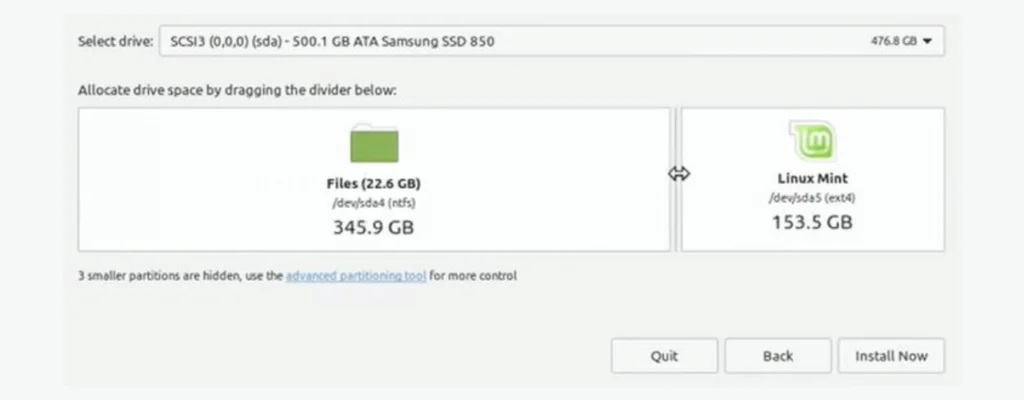 Select drive: SCSI3 (0,0,0) (sda) - 500.1 GB ATA Samsung SSD 850 476.8 GB
Allocate drive space by dragging the divider below:
Files (22.6 GB)
/dev/sda4 (ntfs)
345.9 GB
Linux Mint
/dev/sda5 (ext4)
153.5 GB
3 smaller partitions are hidden, use the advanced partitioning tool for more control
Quit Back Install Now